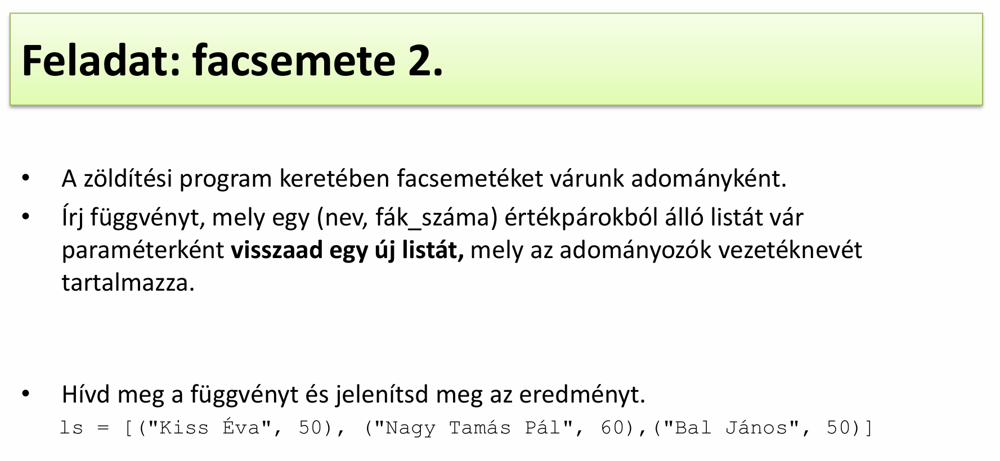 Feladat: facsemete 2.
• A zöldítési program keretében facsemetéket várunk adományként.
• Írj függvényt, mely egy (nev, fák_száma) értékpárokból álló listát vár
paraméterként visszaad egy új listát, mely az adományozók vezetéknevét
tartalmazza.
• Hívd meg a függvényt és jelenítsd meg az eredményt.
ls = [("Kiss Éva", 50), ("Nagy Tamás Pál", 60),("Bal János", 50)]